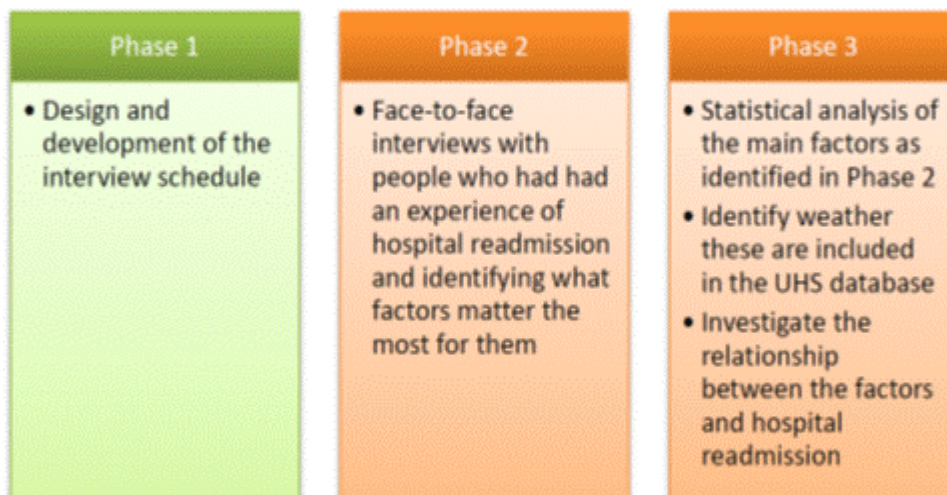 Phase 1
• Design and
development of the
interview schedule
Phase 2
• Face-to-face
interviews with
people who had had
an experience of
hospital readmission
and identifying what
factors matter the
most for them
Phase 3
• Statistical analysis of
the main factors as
identified in Phase 2
• Identify weather
these are included
in the UHS database
• Investigate the
relationship
between the factors
and hospital
readmission